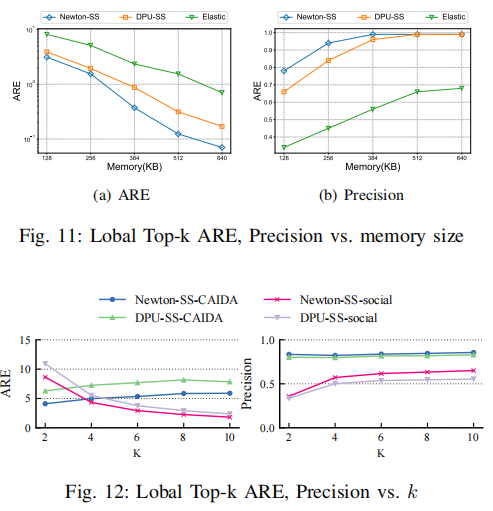 Newton-SS DPU-SS Elastic
Newton-SS DPU-SS Elastic
ARE
10¹
10⁰
10⁻¹
128 256 384 512 640
Memory(KB)
ARE
1.0
0.9
0.8
0.7
0.6
0.5
0.4
128 256 384 512 640
Memory(KB)
(a) ARE
(b) Precision
Fig. 11: Lobal Top-k ARE, Precision vs. memory size
Newton-SS-CAIDA Newton-SS-social
DPU-SS-CAIDA DPU-SS-social
ARE
15
10
5
0
2 4 6 8 10
K
Precision
1.0
0.5
0.0
2 4 6 8 10
K
Fig. 12: Lobal Top-k ARE, Precision vs. k